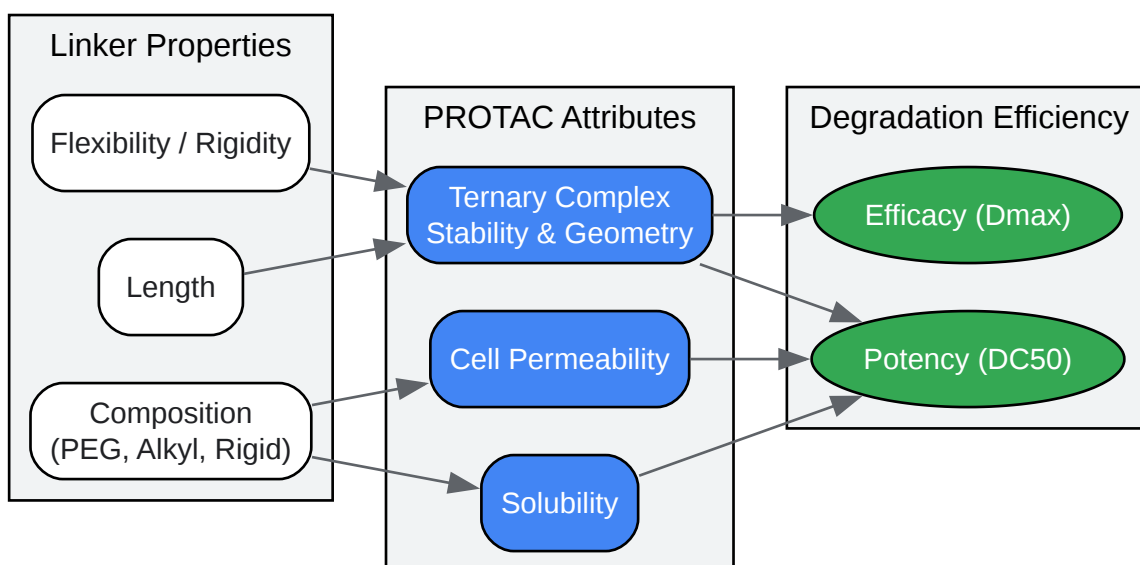 Linker Properties
Flexibility / Rigidity
Length
Composition
(PEG, Alkyl, Rigid)
PROTAC Attributes
Ternary Complex
Stability & Geometry
Cell Permeability
Solubility
Degradation Efficiency
Efficacy (Dmax)
Potency (DC50)